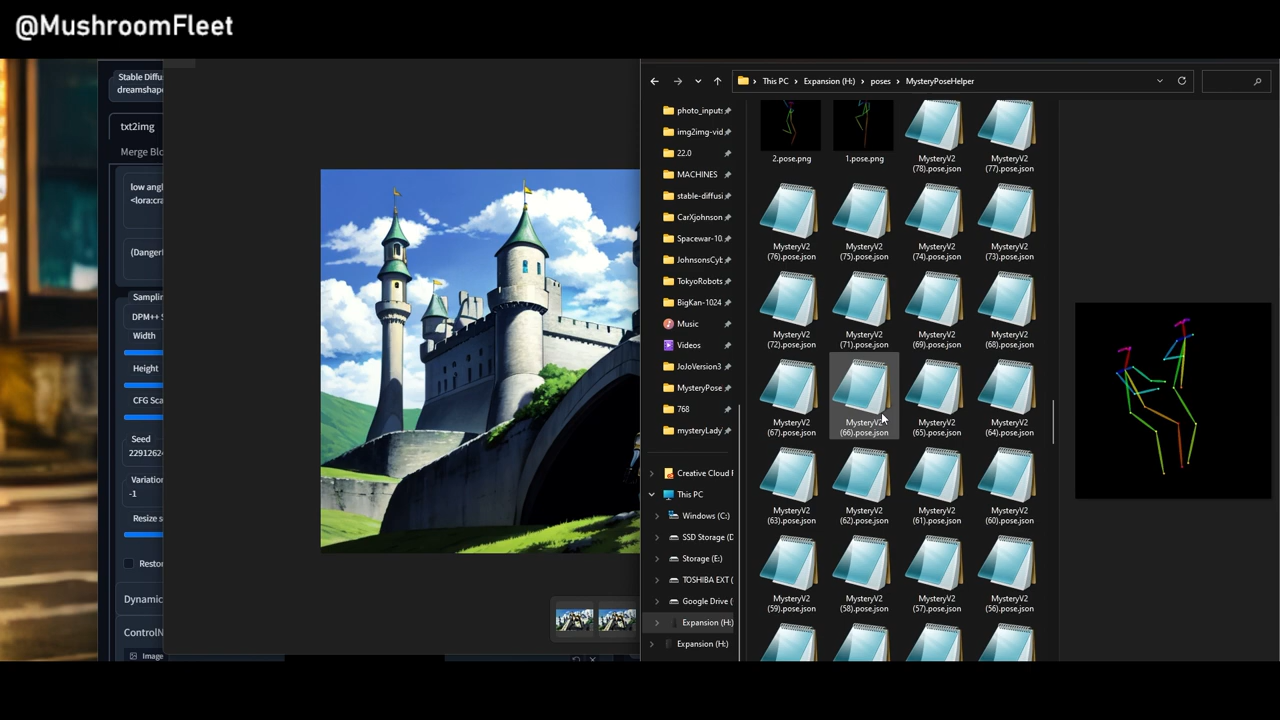 @MushroomFleet
Stable Diffu
dreamshap
txt2img
Merge Blo
low angl
<lora:cra
(Danger
Samplin
DPM++ S
Width
Height
CFG Sca
Seed
22912624
Variation
-1
Resize s
Restor
Dynamic
ControlN
Image
This PC
Expansion (H:)
poses
MysteryPoseHelper
photo_inputs
img2img-vid
22.0
MACHINES
stable-diffusi
CarXjohnson
Spacewar-10
JohnsonsCyb
TokyoRobots
BigKan-1024
Music
Videos
JoJoVersion3
MysteryPose
768
mysteryLady
Creative Cloud F
This PC
Windows (C:)
SSD Storage (D
Storage (E:)
TOSHIBA EXT (
Google Drive (
Expansion (H:)
Expansion (H:)
2.pose.png
1.pose.png
MysteryV2
(78).pose.json
MysteryV2
(77).pose.json
MysteryV2
(76).pose.json
MysteryV2
(75).pose.json
MysteryV2
(74).pose.json
MysteryV2
(73).pose.json
MysteryV2
(72).pose.json
MysteryV2
(71).pose.json
MysteryV2
(69).pose.json
MysteryV2
(68).pose.json
MysteryV2
(67).pose.json
MysteryV2
(66).pose.json
MysteryV2
(65).pose.json
MysteryV2
(64).pose.json
MysteryV2
(63).pose.json
MysteryV2
(62).pose.json
MysteryV2
(61).pose.json
MysteryV2
(60).pose.json
MysteryV2
(59).pose.json
MysteryV2
(58).pose.json
MysteryV2
(57).pose.json
MysteryV2
(56).pose.json